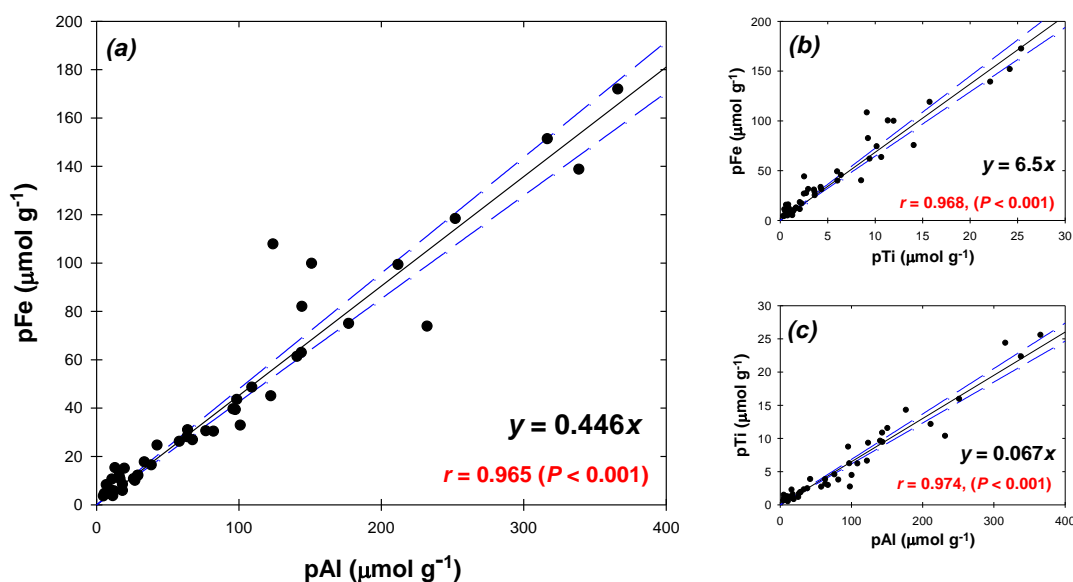 (a)
200
180
160
140
120
100
80
60
40
20
0
pFe (μmol g⁻¹)
0 100 200 300 400
pAl (μmol g⁻¹)
y = 0.446x
r = 0.965 (P < 0.001)
(b)
200
150
100
50
0
pFe (μmol g⁻¹)
0 5 10 15 20 25 30
pTi (μmol g⁻¹)
y = 6.5x
r = 0.968, (P < 0.001)
(c)
30
25
20
15
10
5
0
pTi (μmol g⁻¹)
0 100 200 300 400
pAl (μmol g⁻¹)
y = 0.067x
r = 0.974, (P < 0.001)